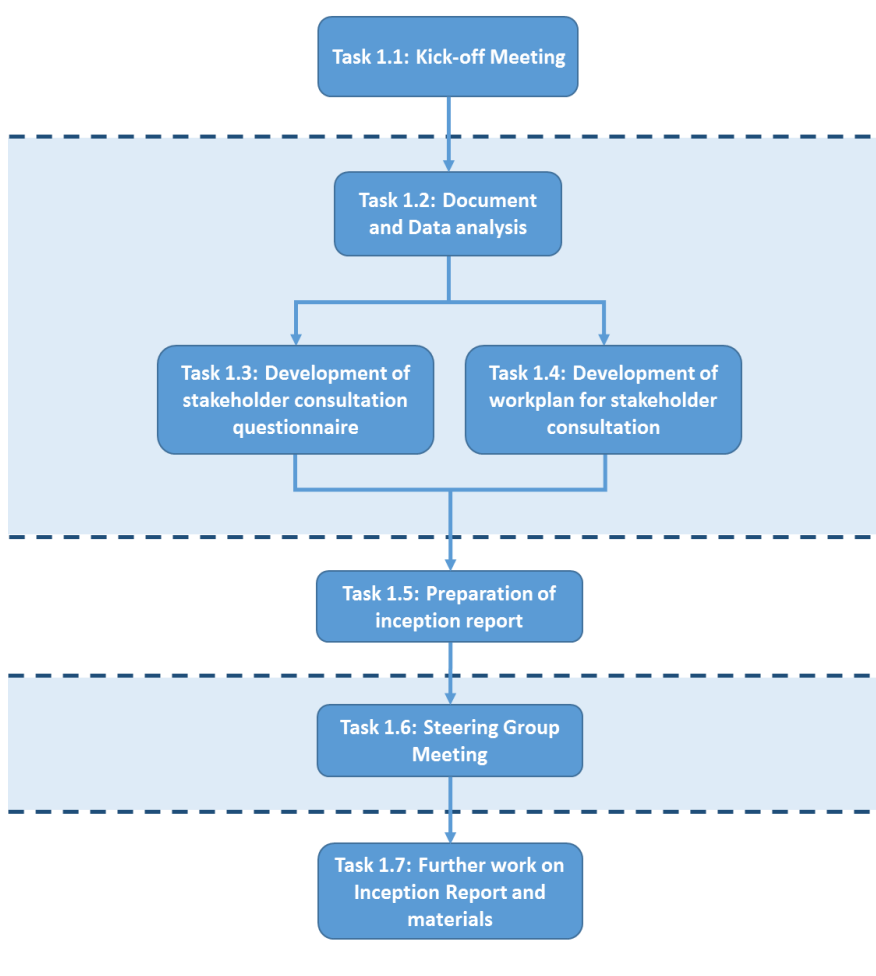 Task 1.1: Kick-off Meeting
Task 1.2: Document
and Data analysis
Task 1.3: Development of
stakeholder consultation
questionnaire
Task 1.4: Development of
workplan for stakeholder
consultation
Task 1.5: Preparation of
inception report
Task 1.6: Steering Group
Meeting
Task 1.7: Further work on
Inception Report and
materials